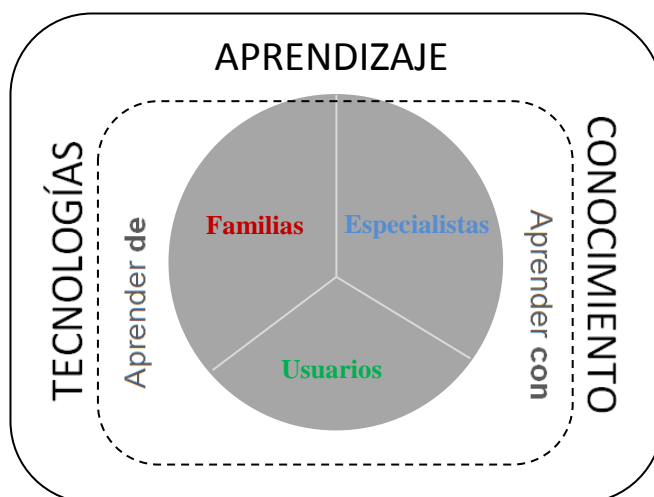 APRENDIZAJE
TECNOLOGÍAS
Aprender de
Familias
Especialistas
Usuarios
Aprender con
CONOCIMIENTO